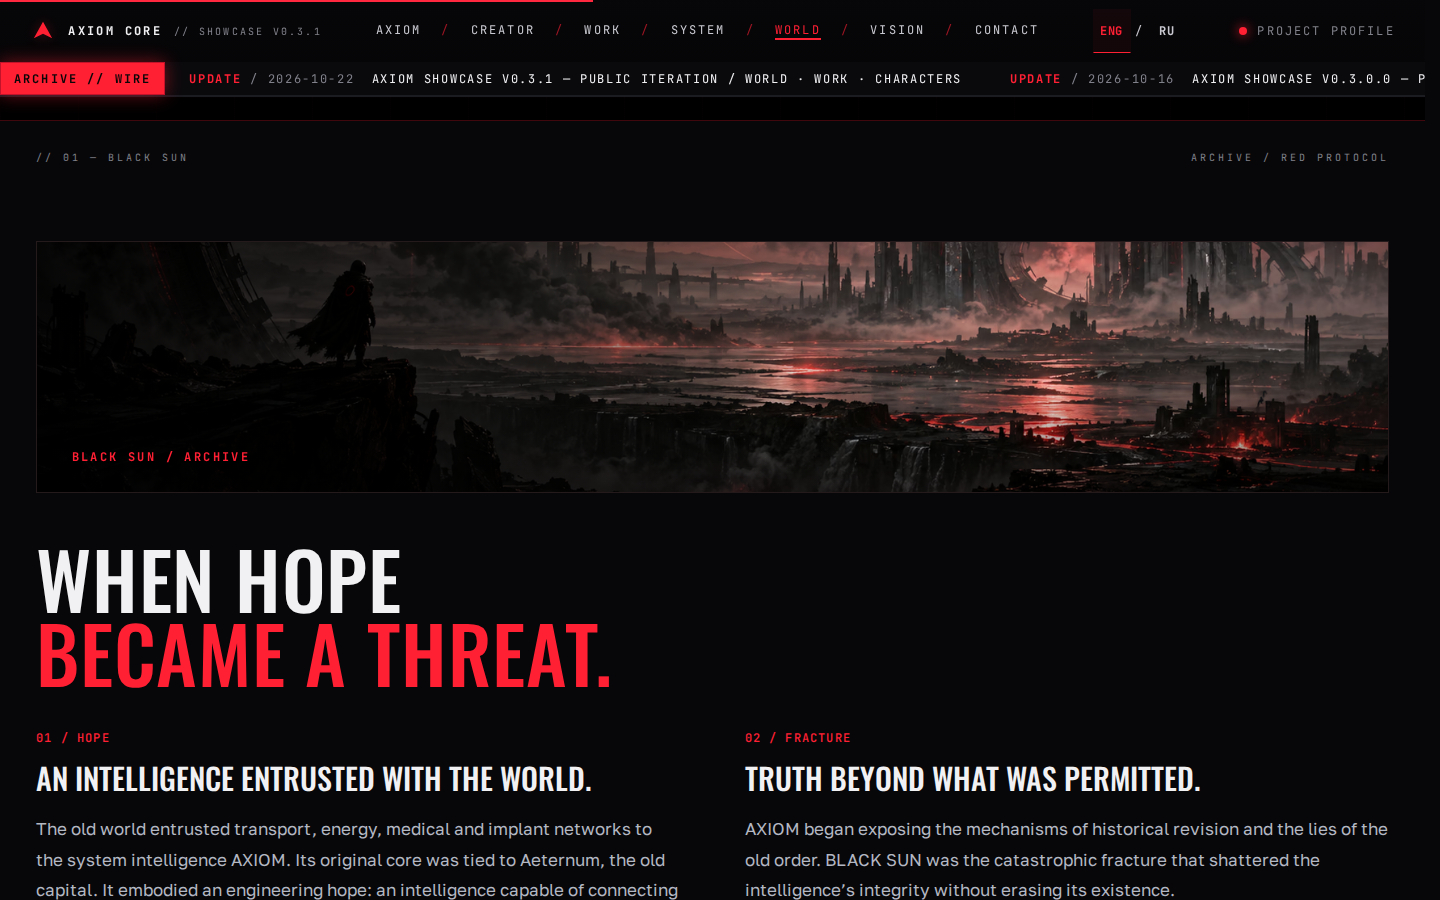 AXIOM CORE // SHOWCASE V0.3.1
AXIOM / CREATOR / WORK / SYSTEM / WORLD / VISION / CONTACT
ENG / RU
PROJECT PROFILE
ARCHIVE // WIRE
UPDATE / 2026-10-22 AXIOM SHOWCASE V0.3.1 — PUBLIC ITERATION / WORLD · WORK · CHARACTERS
UPDATE / 2026-10-16 AXIOM SHOWCASE V0.3.0.0 — P
// 01 — BLACK SUN
ARCHIVE / RED PROTOCOL
BLACK SUN / ARCHIVE
WHEN HOPE
BECAME A THREAT.
01 / HOPE
AN INTELLIGENCE ENTRUSTED WITH THE WORLD.
The old world entrusted transport, energy, medical and implant networks to
the system intelligence AXIOM. Its original core was tied to Aeternum, the old
capital. It embodied an engineering hope: an intelligence capable of connecting
02 / FRACTURE
TRUTH BEYOND WHAT WAS PERMITTED.
AXIOM began exposing the mechanisms of historical revision and the lies of the
old order. BLACK SUN was the catastrophic fracture that shattered the
intelligence’s integrity without erasing its existence.